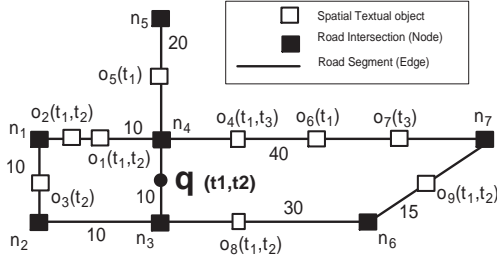 n5
Spatial Textual object
Road Intersection (Node)
Road Segment (Edge)
20
o5(t1)
o2(t1,t2)
n1
10
n4
o4(t1,t3)
o6(t1)
o7(t3)
n7
o1(t1,t2)
40
10
o3(t2)
10
q (t1,t2)
o9(t1,t2)
15
n2
10
n3
30
o8(t1,t2)
n6